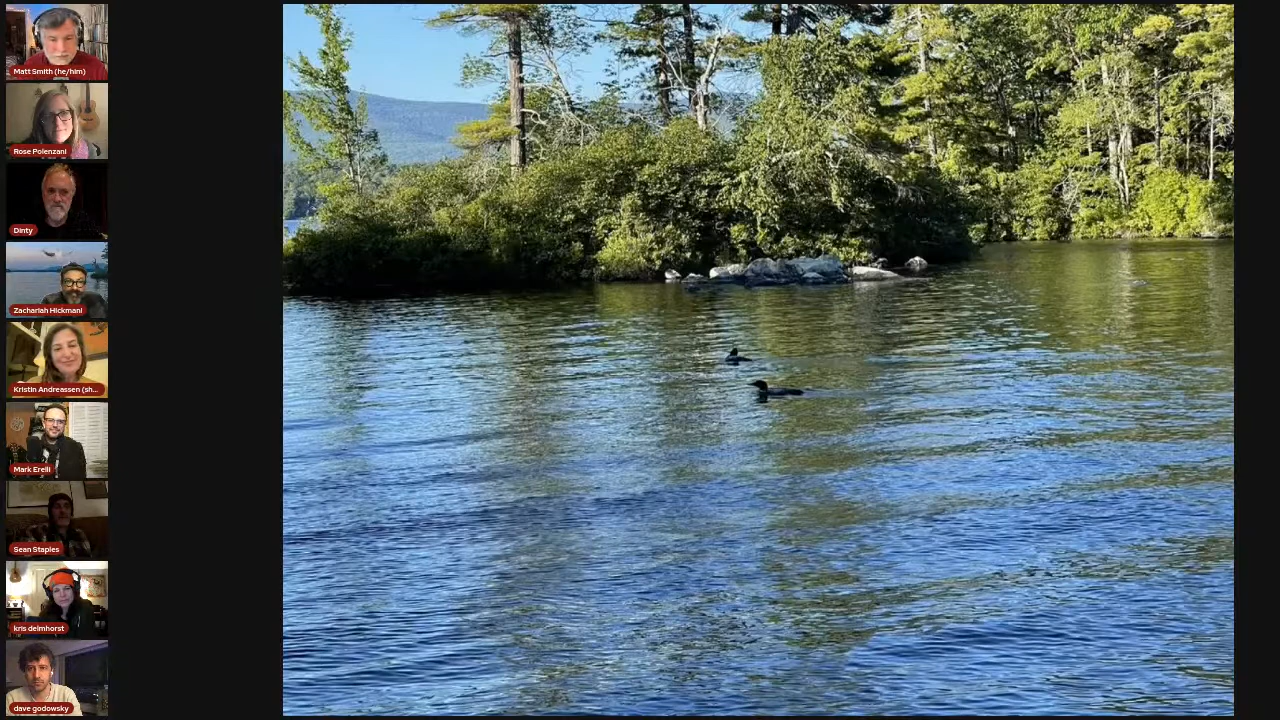 Matt Smith (he/him)
Rose Polenzani
Dinty
Zachariah Hickmani
Kristin Andreassen (sh...
Mark Erelli
Sean Staples
kris delmhorst
dave godowsky